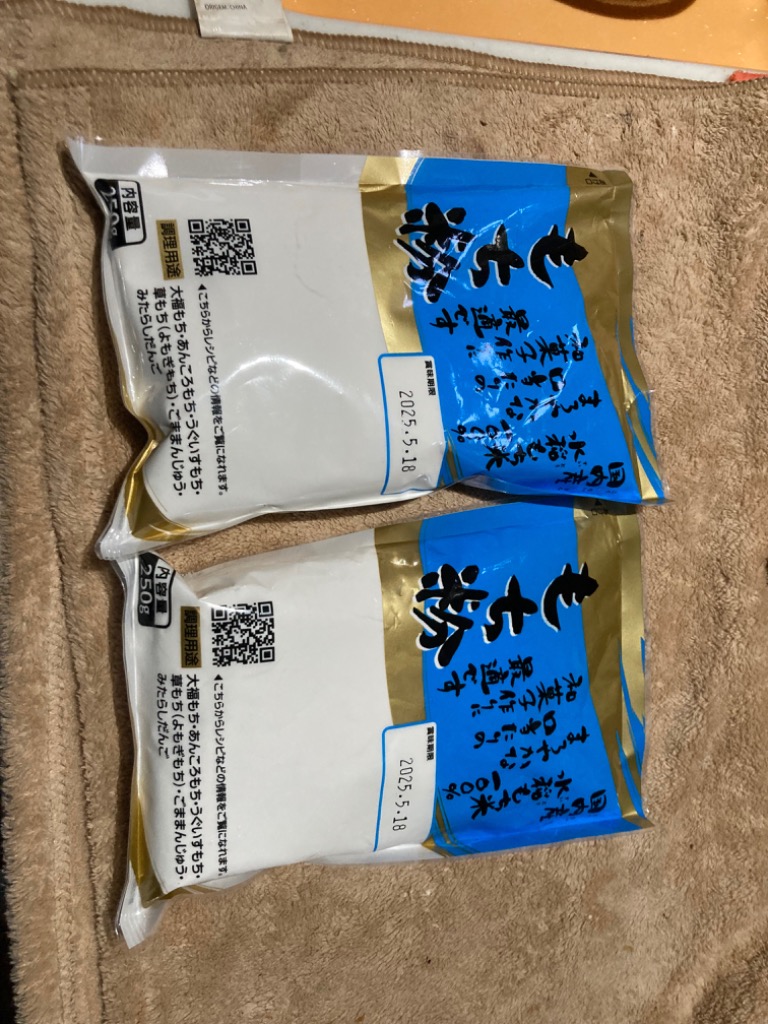 ORIGIN: CHINA
もち粉
国内産
水稲もち米
100%
まろやかな
口当たりの
和菓子作りに
最適です
賞味期限
2025.5.18
内容量
250g
調理用途
◀こちらからレシピなどの情報をご覧になれます。
大福もち・あんころもち・うぐいすもち・
草もち(よもぎもち)・ごままんじゅう・
みたらしだんご
もち粉
国内産
水稲もち米
一〇〇%
まろやかな
口当たりの
和菓子作りに
最適です
賞味期限
2025.5.18
内容量
250g
調理用途
◀こちらからレシピなどの情報をご覧になれます。
大福もち・あんころもち・うぐいすもち・
草もち(よもぎもち)・ごままんじゅう・
みたらしだんご